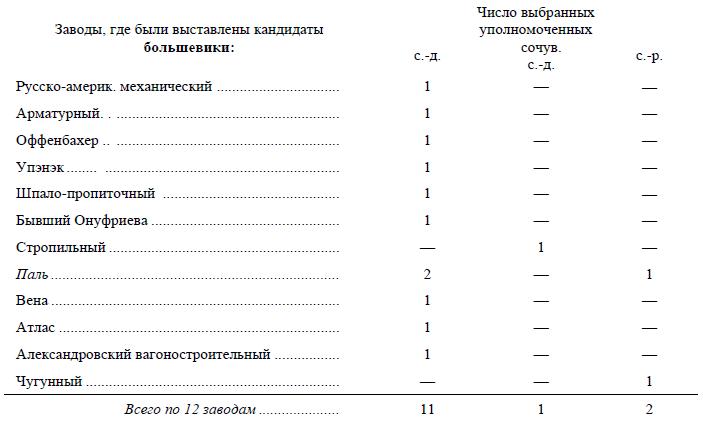 Заводы, где были выставлены кандидаты большевики:
Число выбранных уполномоченных
с.-д. сочув. с.-д. с.-р.
Русско-америк. механический ................................. 1 — —
Арматурный. . ............................................ 1 — —
Оффенбахер .. ............................................ 1 — —
Упэнэк ........ .............................................. 1 — —
Шпало-пропиточный ................................... 1 — —
Бывший Онуфриева ..................................... 1 — —
Стропильный ............................................. — 1 —
Паль ......................................................... 2 — 1
Вена ......................................................... 1 — —
Атлас ........................................................ 1 — —
Александровский вагоностроительный ................. 1 — —
Чугунный ................................................... — — 1
Всего по 12 заводам ...................... 11 1 2